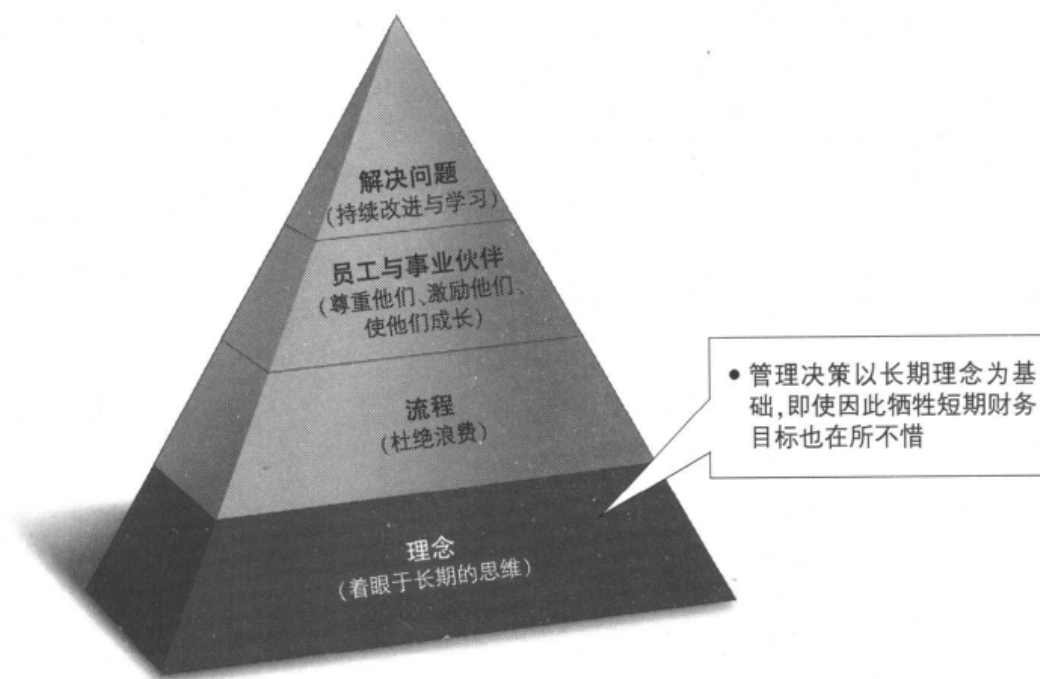 解决问题
(持续改进与学习)
员工与事业伙伴
(尊重他们、激励他们、
使他们成长)
流程
(杜绝浪费)
理念
(着眼于长期的思维)
• 管理决策以长期理念为基
础,即使因此牺牲短期财务
目标也在所不惜